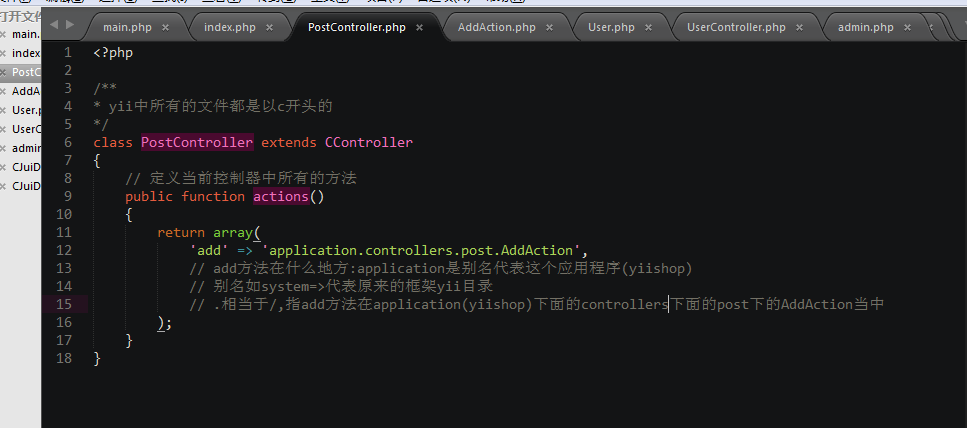 打开文件
main.php
index.php
PostController.php
AddAction.php
User.php
UserController.php
admin.php
main.
index
PostC
AddA
User.p
UserC
admin
CJuiD
CJuiD
1 <?php
2
3 /**
4 * yii中所有的文件都是以c开头的
5 */
6 class PostController extends CController
7 {
8 // 定义当前控制器中所有的方法
9 public function actions()
10 {
11 return array(
12 'add' => 'application.controllers.post.AddAction',
13 // add方法在什么地方:application是别名代表这个应用程序(yiishop)
14 // 别名如system=>代表原来的框架yii目录
15 // .相当于/,指add方法在application(yiishop)下面的controllers下面的post下的AddAction当中
16 );
17 }
18 }